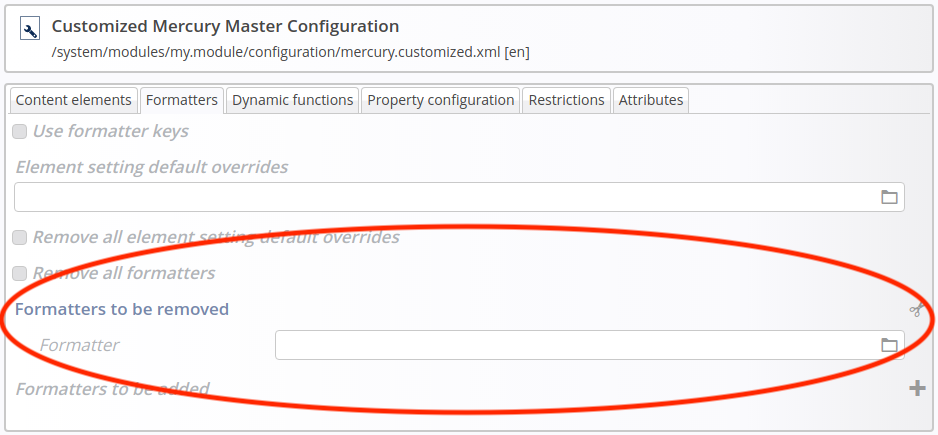 Customized Mercury Master Configuration
/system/modules/my.module/configuration/mercury.customized.xml [en]
Content elements Formatters Dynamic functions Property configuration Restrictions Attributes
Use formatter keys
Element setting default overrides
Remove all element setting default overrides
Remove all formatters
Formatters to be removed
Formatter
Formatters to be added